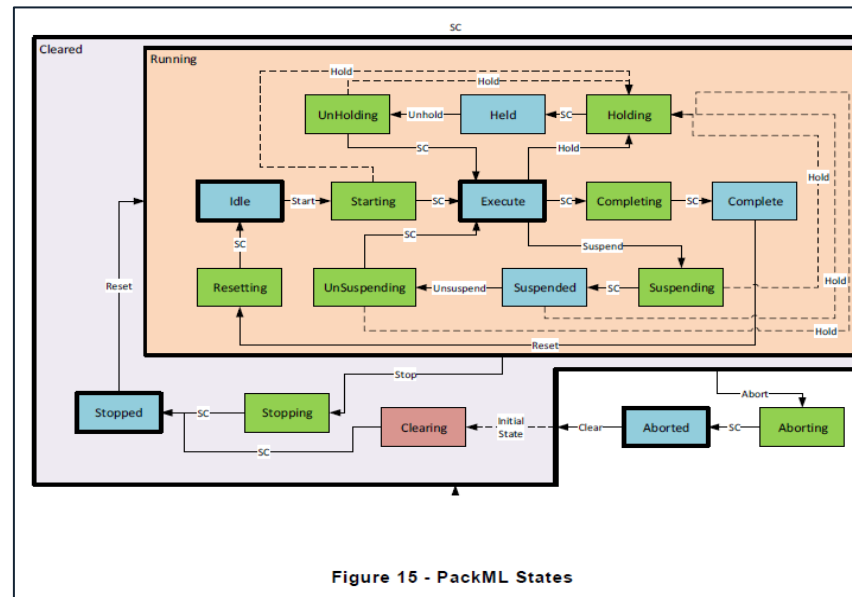 SC
Cleared
Running
Hold
Hold
UnHolding
Unhold
Held
SC
Holding
SC
Hold
Hold
Idle
Start
Starting
SC
Execute
SC
Completing
SC
Complete
SC
SC
Suspend
Reset
Resetting
UnSuspending
Unsuspend
Suspended
SC
Suspending
Hold
Hold
Reset
Stop
Abort
Stopped
SC
Stopping
Clearing
Initial
State
Clear
Aborted
SC
Aborting
SC
Figure 15 - PackML States